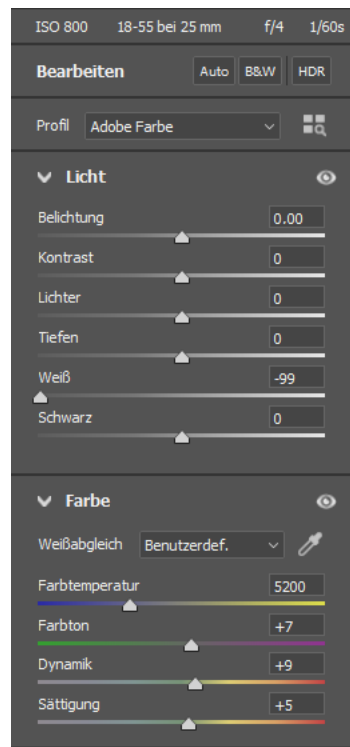 ISO 800 18-55 bei 25 mm f/4 1/60s
Bearbeiten Auto B&W HDR
Profil Adobe Farbe
Licht
Belichtung 0.00
Kontrast 0
Lichter 0
Tiefen 0
Weiß -99
Schwarz 0
Farbe
Weißabgleich Benutzerdef.
Farbtemperatur 5200
Farbton +7
Dynamik +9
Sättigung +5